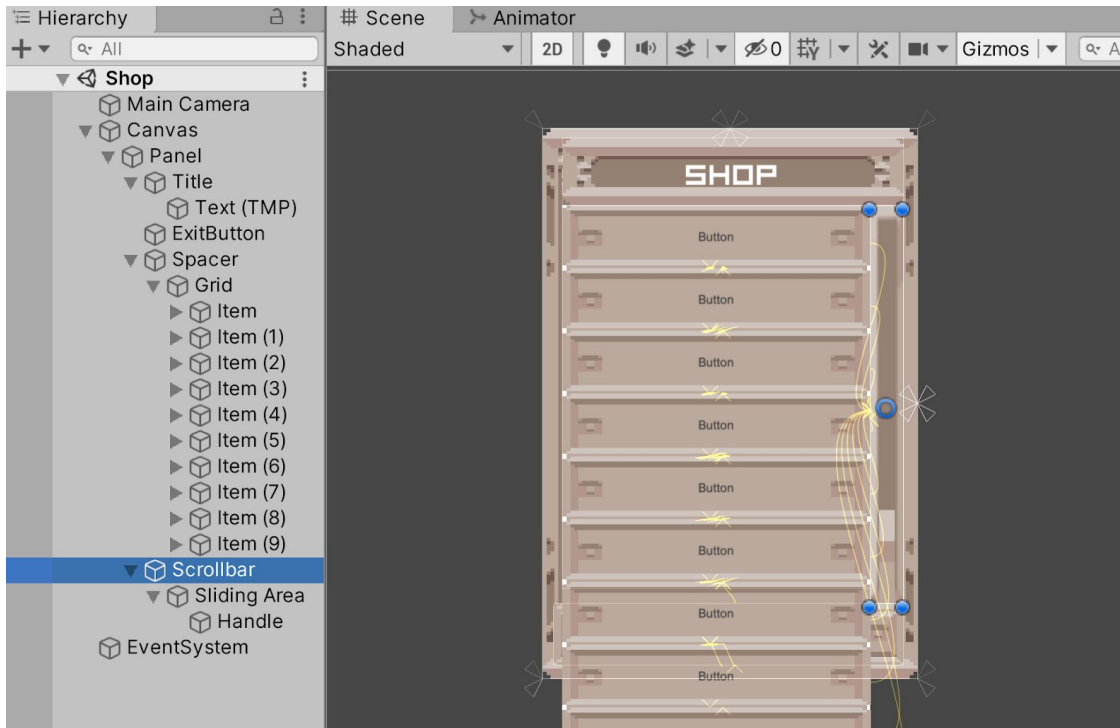 Hierarchy
Scene
Animator
All
Shaded
2D
0
Gizmos
A
Shop
Main Camera
Canvas
Panel
Title
Text (TMP)
ExitButton
Spacer
Grid
Item
Item (1)
Item (2)
Item (3)
Item (4)
Item (5)
Item (6)
Item (7)
Item (8)
Item (9)
Scrollbar
Sliding Area
Handle
EventSystem
SHOP
Button
Button
Button
Button
Button
Button
Button
Button